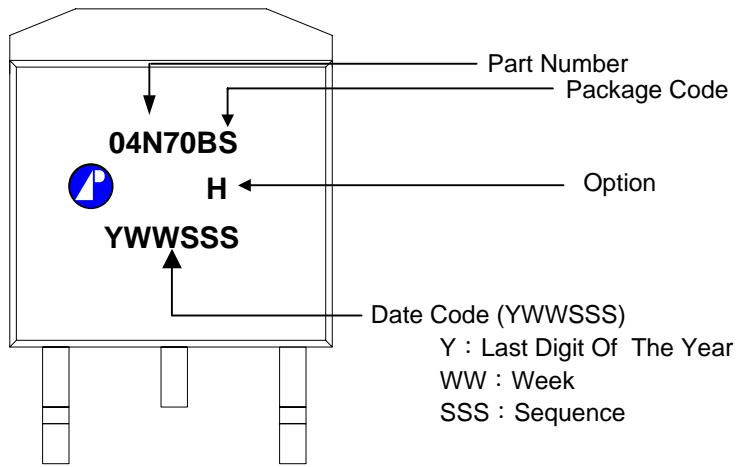 Part Number
Package Code
04N70BS
H
Option
YWWSSS
Date Code (YWWSSS)
Y：Last Digit Of The Year
WW：Week
SSS：Sequence